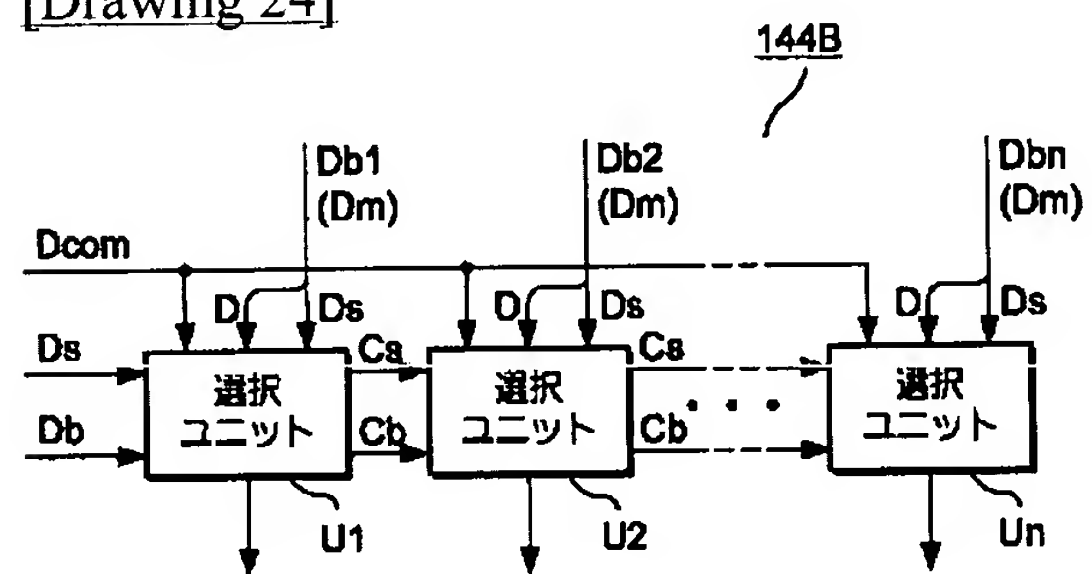 [Drawing 24]
144B
Db1
(Dm)
Db2
(Dm)
Dbn
(Dm)
Dcom
D
Ds
D
Ds
D
Ds
Ds
Db
選択
ユニット
Ca
Cb
選択
ユニット
Ca
Cb
選択
ユニット
U1
U2
Un